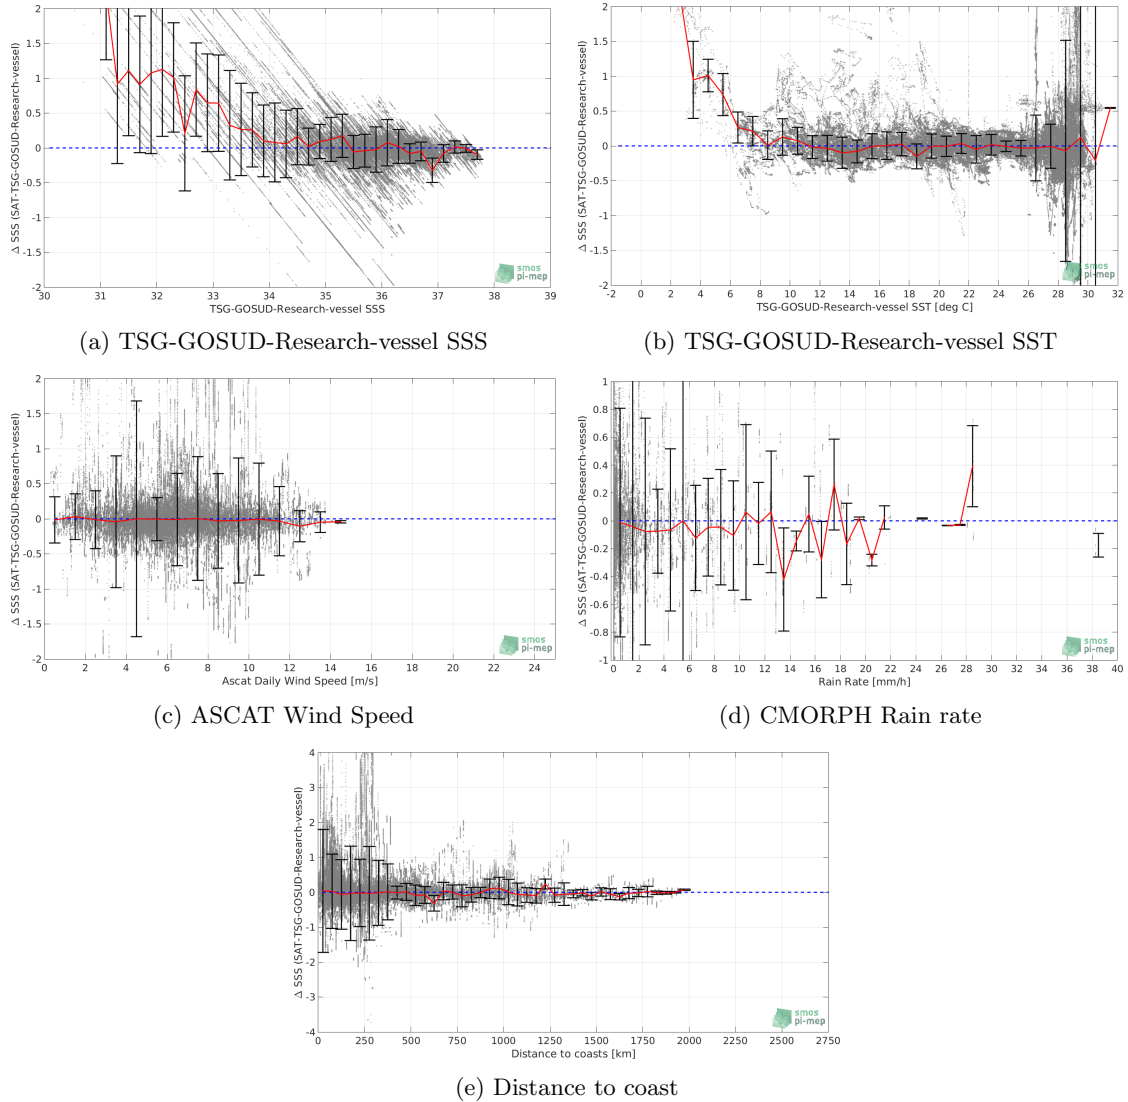 Δ SSS (SAT-TSG-GOSUD-Research-vessel)
2
1.5
1
0.5
0
-0.5
-1
-1.5
-2
30 31 32 33 34 35 36 37 38 39
TSG-GOSUD-Research-vessel SSS
smos
pi-mep
(a) TSG-GOSUD-Research-vessel SSS
Δ SSS (SAT-TSG-GOSUD-Research-vessel)
2
1.5
1
0.5
0
-0.5
-1
-1.5
-2
-2 0 2 4 6 8 10 12 14 16 18 20 22 24 26 28 30 32
TSG-GOSUD-Research-vessel SST [deg C]
smos
pi-mep
(b) TSG-GOSUD-Research-vessel SST
Δ SSS (SAT-TSG-GOSUD-Research-vessel)
2
1.5
1
0.5
0
-0.5
-1
-1.5
-2
0 2 4 6 8 10 12 14 16 18 20 22 24
Ascat Daily Wind Speed [m/s]
smos
pi-mep
(c) ASCAT Wind Speed
Δ SSS (SAT-TSG-GOSUD-Research-vessel)
1
0.8
0.6
0.4
0.2
0
-0.2
-0.4
-0.6
-0.8
-1
0 2 4 6 8 10 12 14 16 18 20 22 24 26 28 30 32 34 36 38 40
Rain Rate [mm/h]
smos
pi-mep
(d) CMORPH Rain rate
Δ SSS (SAT-TSG-GOSUD-Research-vessel)
4
3
2
1
0
-1
-2
-3
-4
0 250 500 750 1000 1250 1500 1750 2000 2250 2500 2750
Distance to coasts [km]
smos
pi-mep
(e) Distance to coast